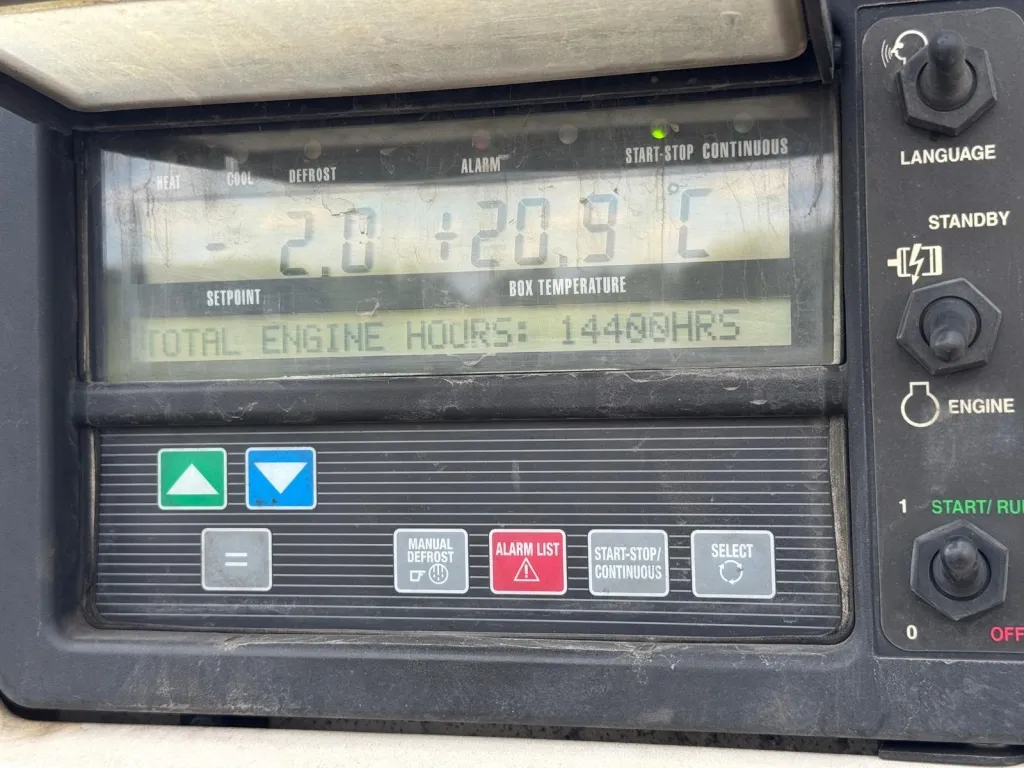 HEAT COOL DEFROST ALARM START-STOP CONTINUOUS
- 2.0 +20.9 °C
SETPOINT BOX TEMPERATURE
TOTAL ENGINE HOURS: 14400HRS
MANUAL
DEFROST
ALARM LIST
START-STOP/
CONTINUOUS
SELECT
=
LANGUAGE
STANDBY
ENGINE
1 START/ RU
0 OFF